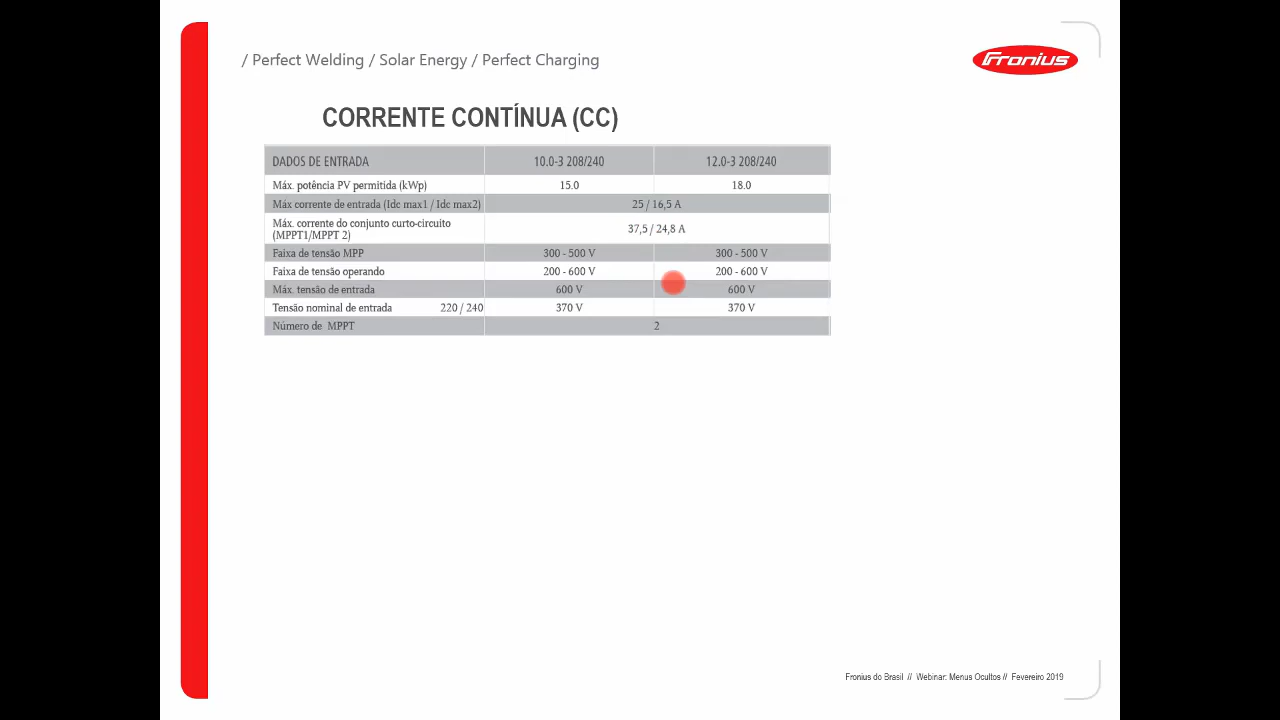 / Perfect Welding / Solar Energy / Perfect Charging
Fronius
CORRENTE CONTÍNUA (CC)
DADOS DE ENTRADA 10.0-3 208/240 12.0-3 208/240
Máx. potência PV permitida (kWp) 15.0 18.0
Máx corrente de entrada (Idc max1 / Idc max2) 25 / 16,5 A
Máx. corrente do conjunto curto-circuito
(MPPT1/MPPT 2) 37,5 / 24,8 A
Faixa de tensão MPP 300 - 500 V 300 - 500 V
Faixa de tensão operando 200 - 600 V 200 - 600 V
Máx. tensão de entrada 600 V 600 V
Tensão nominal de entrada 220 / 240 370 V 370 V
Número de MPPT 2
Fronius do Brasil // Webinar: Menus Ocultos // Fevereiro 2019